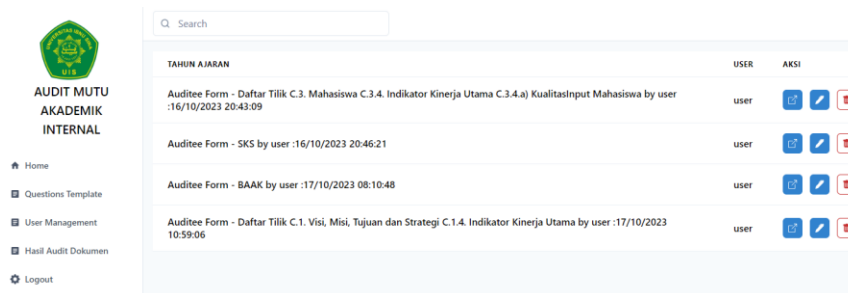 Search
UIS
AUDIT MUTU
AKADEMIK
INTERNAL
Home
Questions Template
User Management
Hasil Audit Dokumen
Logout
TAHUN AJARAN USER AKSI
Auditee Form - Daftar Tilik C.3. Mahasiswa C.3.4. Indikator Kinerja Utama C.3.4.a) KualitasInput Mahasiswa by user
:16/10/2023 20:43:09
user
Auditee Form - SKS by user :16/10/2023 20:46:21 user
Auditee Form - BAAK by user :17/10/2023 08:10:48 user
Auditee Form - Daftar Tilik C.1. Visi, Misi, Tujuan dan Strategi C.1.4. Indikator Kinerja Utama by user :17/10/2023
10:59:06
user